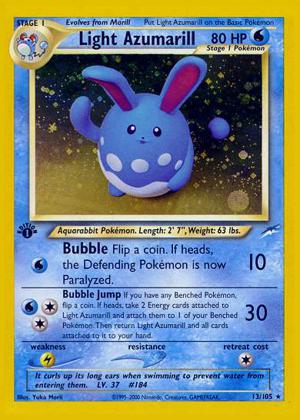 STAGE 1 Evolves from Marill Put Light Azumarill on the Basic Pokémon
Light Azumarill 80 HP
Stage 1 Pokémon
Aquarabbit Pokémon. Length: 2' 7", Weight: 63 lbs.
EDITION
1
Bubble Flip a coin. If heads,
the Defending Pokémon is now
Paralyzed.
10
Bubble Jump If you have any Benched Pokémon,
flip a coin. If heads, take 2 Energy cards attached to
Light Azumarill and attach them to 1 of your Benched
Pokémon. Then return Light Azumarill and all cards
attached to it to your hand.
30
weakness resistance retreat cost
It curls up its long ears when swimming to prevent water from
entering them. LV. 37 #184
Illus. Yuka Morii ©1995-2000 Nintendo, Creatures, GAMEFREAK. 13/105 ★